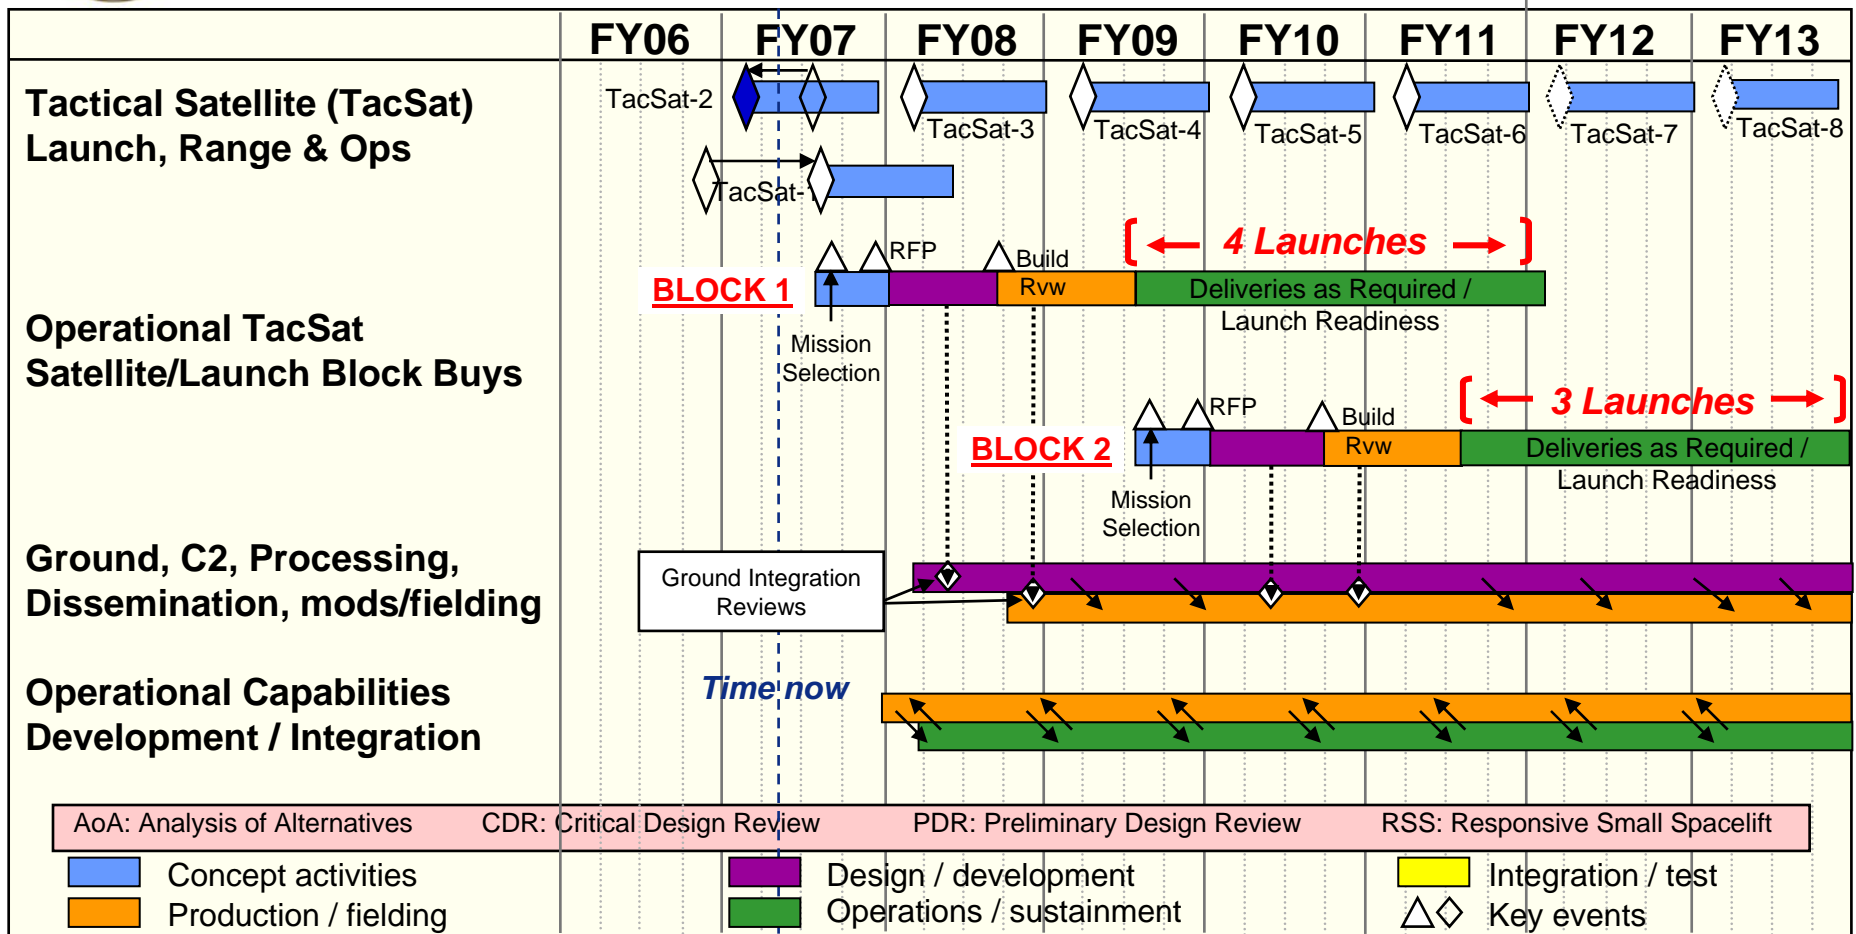 FY06 FY07 FY08 FY09 FY10 FY11 FY12 FY13
Tactical Satellite (TacSat)
Launch, Range & Ops
TacSat-2
TacSat-3
TacSat-4
TacSat-5
TacSat-6
TacSat-7
TacSat-8
TacSat-1
4 Launches
RFP
Build
Rvw
BLOCK 1
Deliveries as Required /
Launch Readiness
Mission
Selection
Operational TacSat
Satellite/Launch Block Buys
3 Launches
RFP
Build
Rvw
BLOCK 2
Deliveries as Required /
Launch Readiness
Mission
Selection
Ground, C2, Processing,
Dissemination, mods/fielding
Ground Integration
Reviews
Time now
Operational Capabilities
Development / Integration
AoA: Analysis of Alternatives CDR: Critical Design Review PDR: Preliminary Design Review RSS: Responsive Small Spacelift
Concept activities Design / development Integration / test
Production / fielding Operations / sustainment Key events